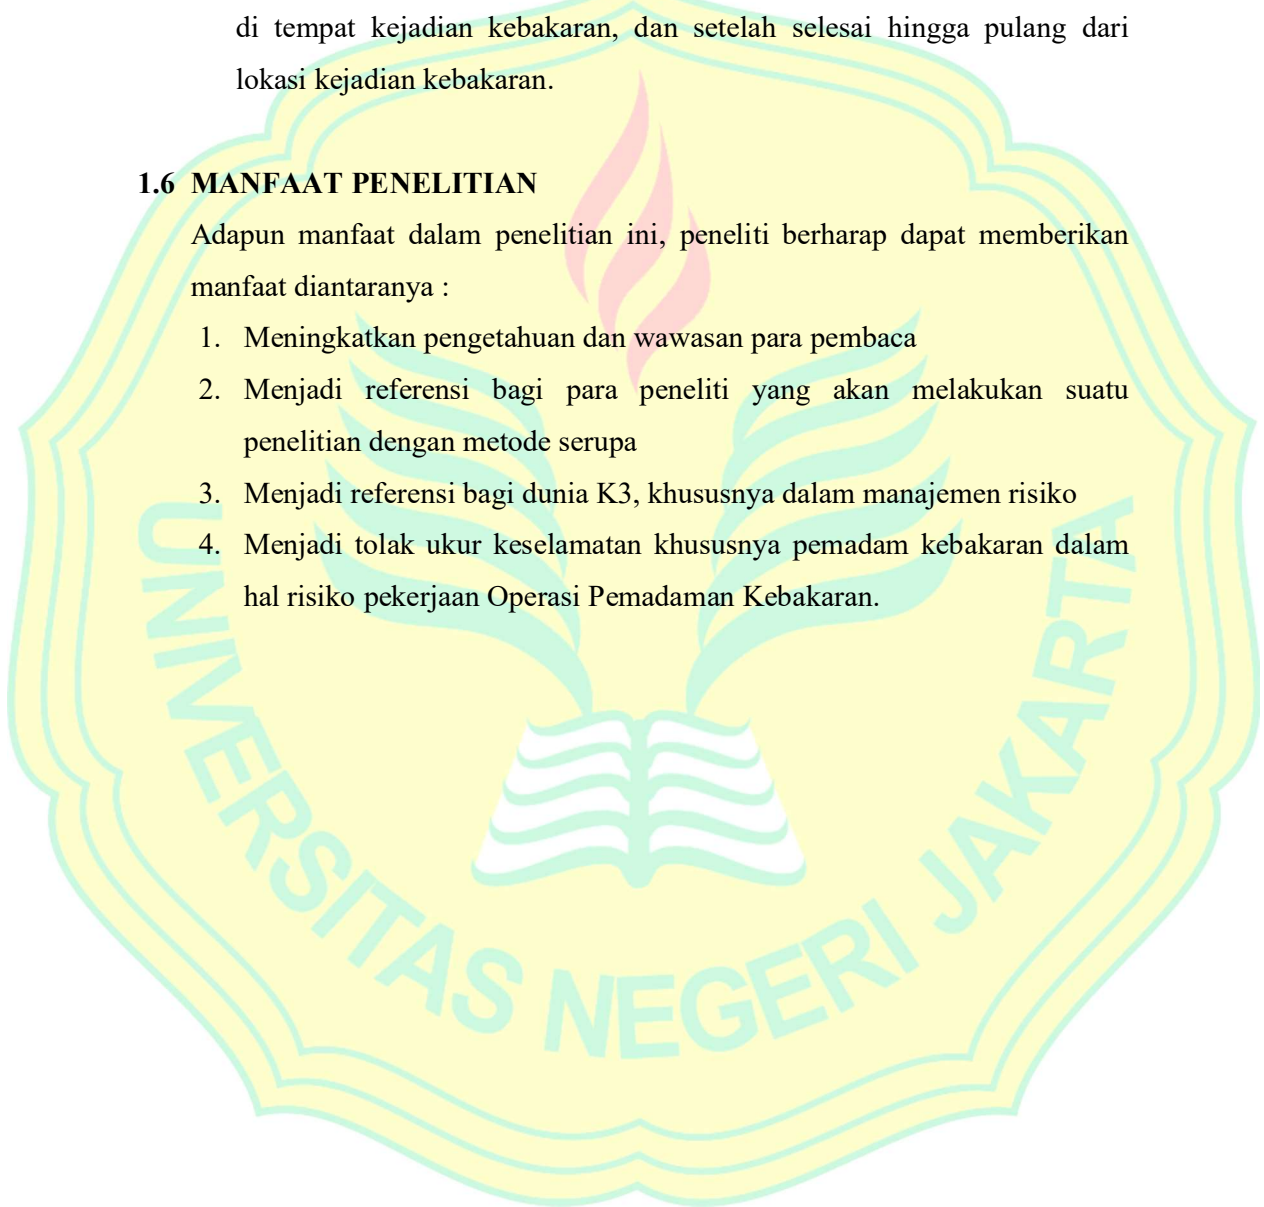 di tempat kejadian kebakaran, dan setelah selesai hingga pulang dari
lokasi kejadian kebakaran.
1.6 MANFAAT PENELITIAN
Adapun manfaat dalam penelitian ini, peneliti berharap dapat memberikan
manfaat diantaranya :
1. Meningkatkan pengetahuan dan wawasan para pembaca
2. Menjadi referensi bagi para peneliti yang akan melakukan suatu
penelitian dengan metode serupa
3. Menjadi referensi bagi dunia K3, khususnya dalam manajemen risiko
4. Menjadi tolak ukur keselamatan khususnya pemadam kebakaran dalam
hal risiko pekerjaan Operasi Pemadaman Kebakaran.
UNIVERSITAS NEGERI JAKARTA